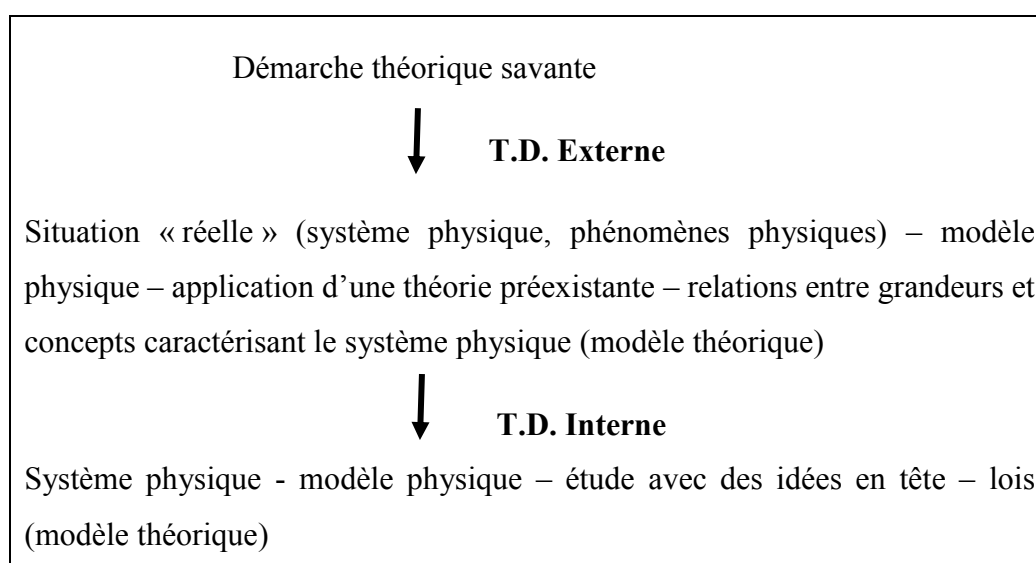 Démarche théorique savante
T.D. Externe
Situation « réelle » (système physique, phénomènes physiques) – modèle
physique – application d’une théorie préexistante – relations entre grandeurs et
concepts caractérisant le système physique (modèle théorique)
T.D. Interne
Système physique - modèle physique – étude avec des idées en tête – lois
(modèle théorique)